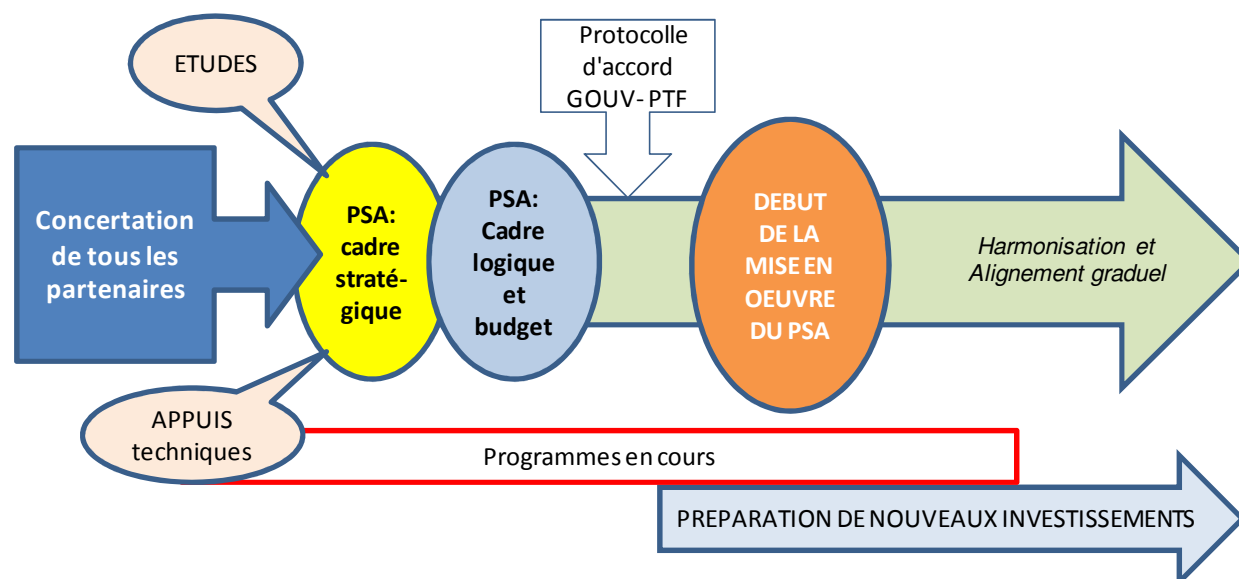 ETUDES
Protocolle
d'accord
GOUV- PTF
Concertation
de tous les
partenaires
PSA:
cadre
straté-
gique
PSA:
Cadre
logique
et
budget
DEBUT
DE LA
MISE EN
OEUVRE
DU PSA
Harmonisation et
Alignement graduel
APPUIS
techniques
Programmes en cours
PREPARATION DE NOUVEAUX INVESTISSEMENTS